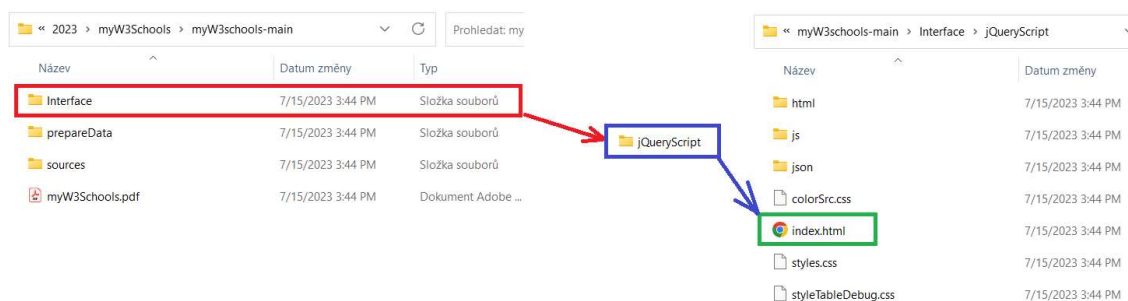 « 2023 › myW3Schools › myW3schools-main
Prohledat: my
Název Datum změny Typ
Interface 7/15/2023 3:44 PM Složka souborů
prepareData 7/15/2023 3:44 PM Složka souborů
sources 7/15/2023 3:44 PM Složka souborů
myW3Schools.pdf 7/15/2023 3:44 PM Dokument Adobe ...
jQueryScript
« myW3schools-main › Interface › jQueryScript
Název Datum změny
html 7/15/2023 3:44 PM
js 7/15/2023 3:44 PM
json 7/15/2023 3:44 PM
colorSrc.css 7/15/2023 3:44 PM
index.html 7/15/2023 3:44 PM
styles.css 7/15/2023 3:44 PM
styleTableDebug.css 7/15/2023 3:44 PM